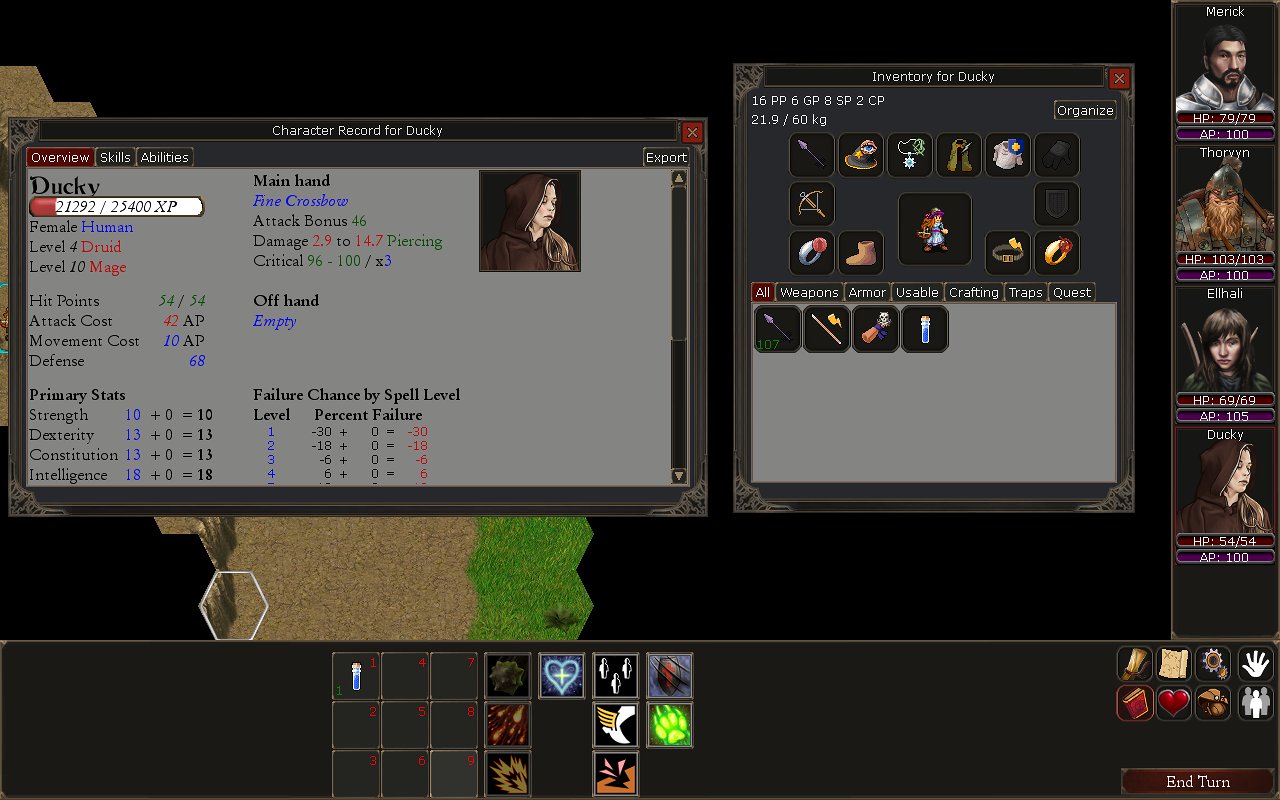 Merick
HP: 79/79
AP: 100
Thorvyn
HP: 103/103
AP: 100
Ellhali
HP: 69/69
AP: 105
Ducky
HP: 54/54
AP: 100
Inventory for Ducky
16 PP 6 GP 8 SP 2 CP
21.9 / 60 kg
Organize
All Weapons Armor Usable Crafting Traps Quest
107
Character Record for Ducky
Overview Skills Abilities Export
Ducky
21292 / 25400 XP
Female Human
Level 4 Druid
Level 10 Mage
Hit Points 54 / 54
Attack Cost 42 AP
Movement Cost 10 AP
Defense 68
Primary Stats
Strength 10 + 0 = 10
Dexterity 13 + 0 = 13
Constitution 13 + 0 = 13
Intelligence 18 + 0 = 18
Main hand
Fine Crossbow
Attack Bonus 46
Damage 2.9 to 14.7 Piercing
Critical 96 - 100 / x3
Off hand
Empty
Failure Chance by Spell Level
Level Percent Failure
1 -30 + 0 = -30
2 -18 + 0 = -18
3 -6 + 0 = -6
4 6 + 0 = 6
1 1 4 7
2 5 8
3 6 9
End Turn